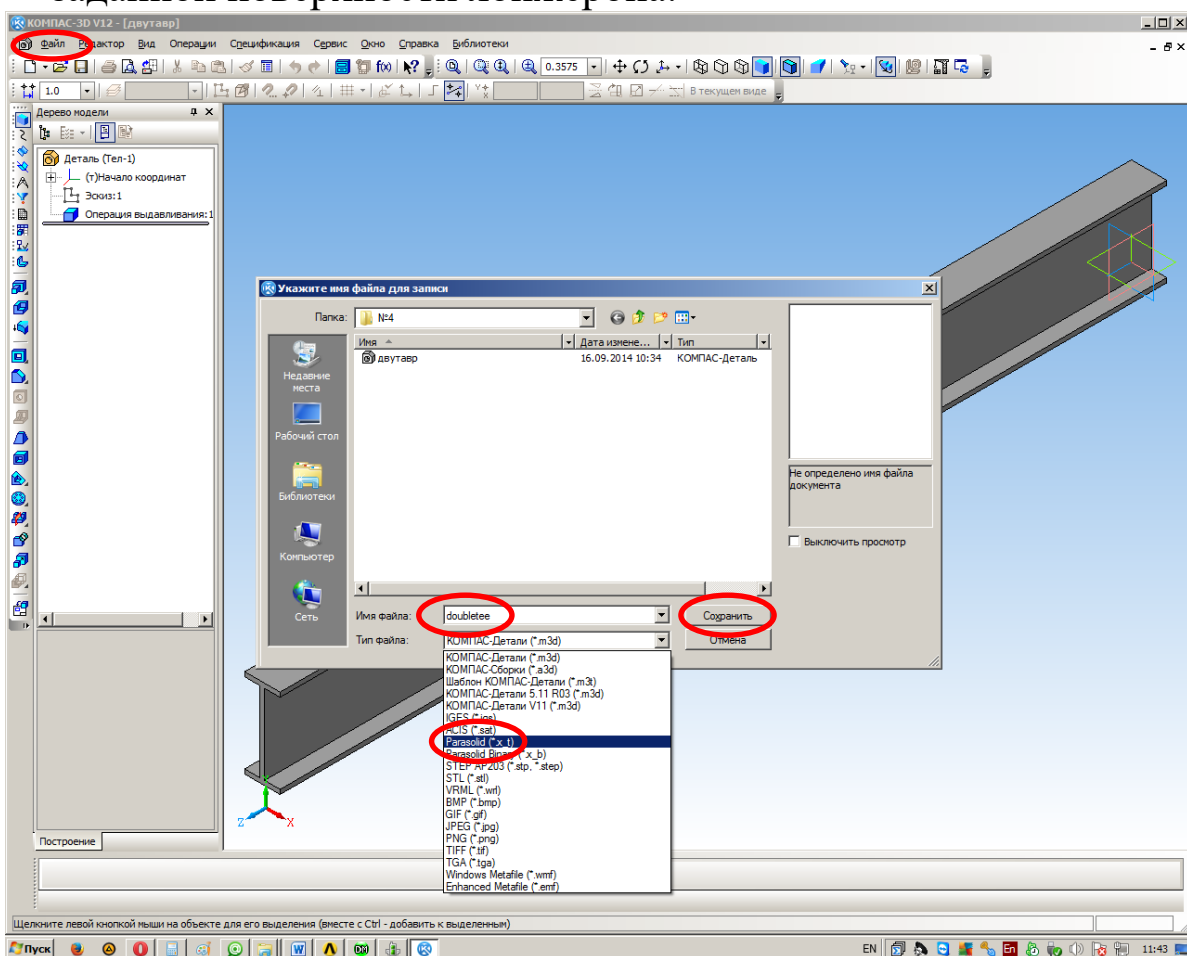 заданной поверхности лонжерона.
КОМПАС-3D V12 - [двутавр]
Файл Редактор Вид Операции Спецификация Сервис Окно Справка Библиотеки
0.3575
1.0 В текущем виде
Дерево модели
Деталь (Тел-1)
(т)Начало координат
Эскиз:1
Операция выдавливания:1
Построение
Укажите имя файла для записи
Папка: №4
Имя Дата измене... Тип
двутавр 16.09.2014 10:34 КОМПАС-Деталь
Недавние места
Рабочий стол
Библиотеки
Компьютер
Сеть
Не определено имя файла
документа
Выключить просмотр
Имя файла: doubletee Сохранить
Тип файла: КОМПАС-Детали (*.m3d) Отмена
КОМПАС-Детали (*.m3d)
КОМПАС-Сборки (*.a3d)
Шаблон КОМПАС-Детали (*.m3t)
КОМПАС-Детали 5.11 R03 (*.m3d)
КОМПАС-Детали V11 (*.m3d)
IGES (*.igs)
ACIS (*.sat)
Parasolid (*.x_t)
Parasolid Binary (*.x_b)
STEP AP203 (*.stp, *.step)
STL (*.stl)
VRML (*.wrl)
BMP (*.bmp)
GIF (*.gif)
JPEG (*.jpg)
PNG (*.png)
TIFF (*.tif)
TGA (*.tga)
Windows Metafile (*.wmf)
Enhanced Metafile (*.emf)
Z X
Щелкните левой кнопкой мыши на объекте для его выделения (вместе с Ctrl - добавить к выделенным)
Пуск EN 11:43